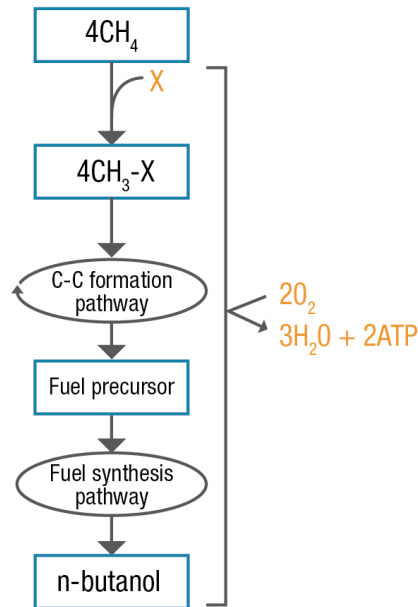 4CH₄
X
4CH₃-X
C-C formation
pathway
2O₂
3H₂O + 2ATP
Fuel precursor
Fuel synthesis
pathway
n-butanol